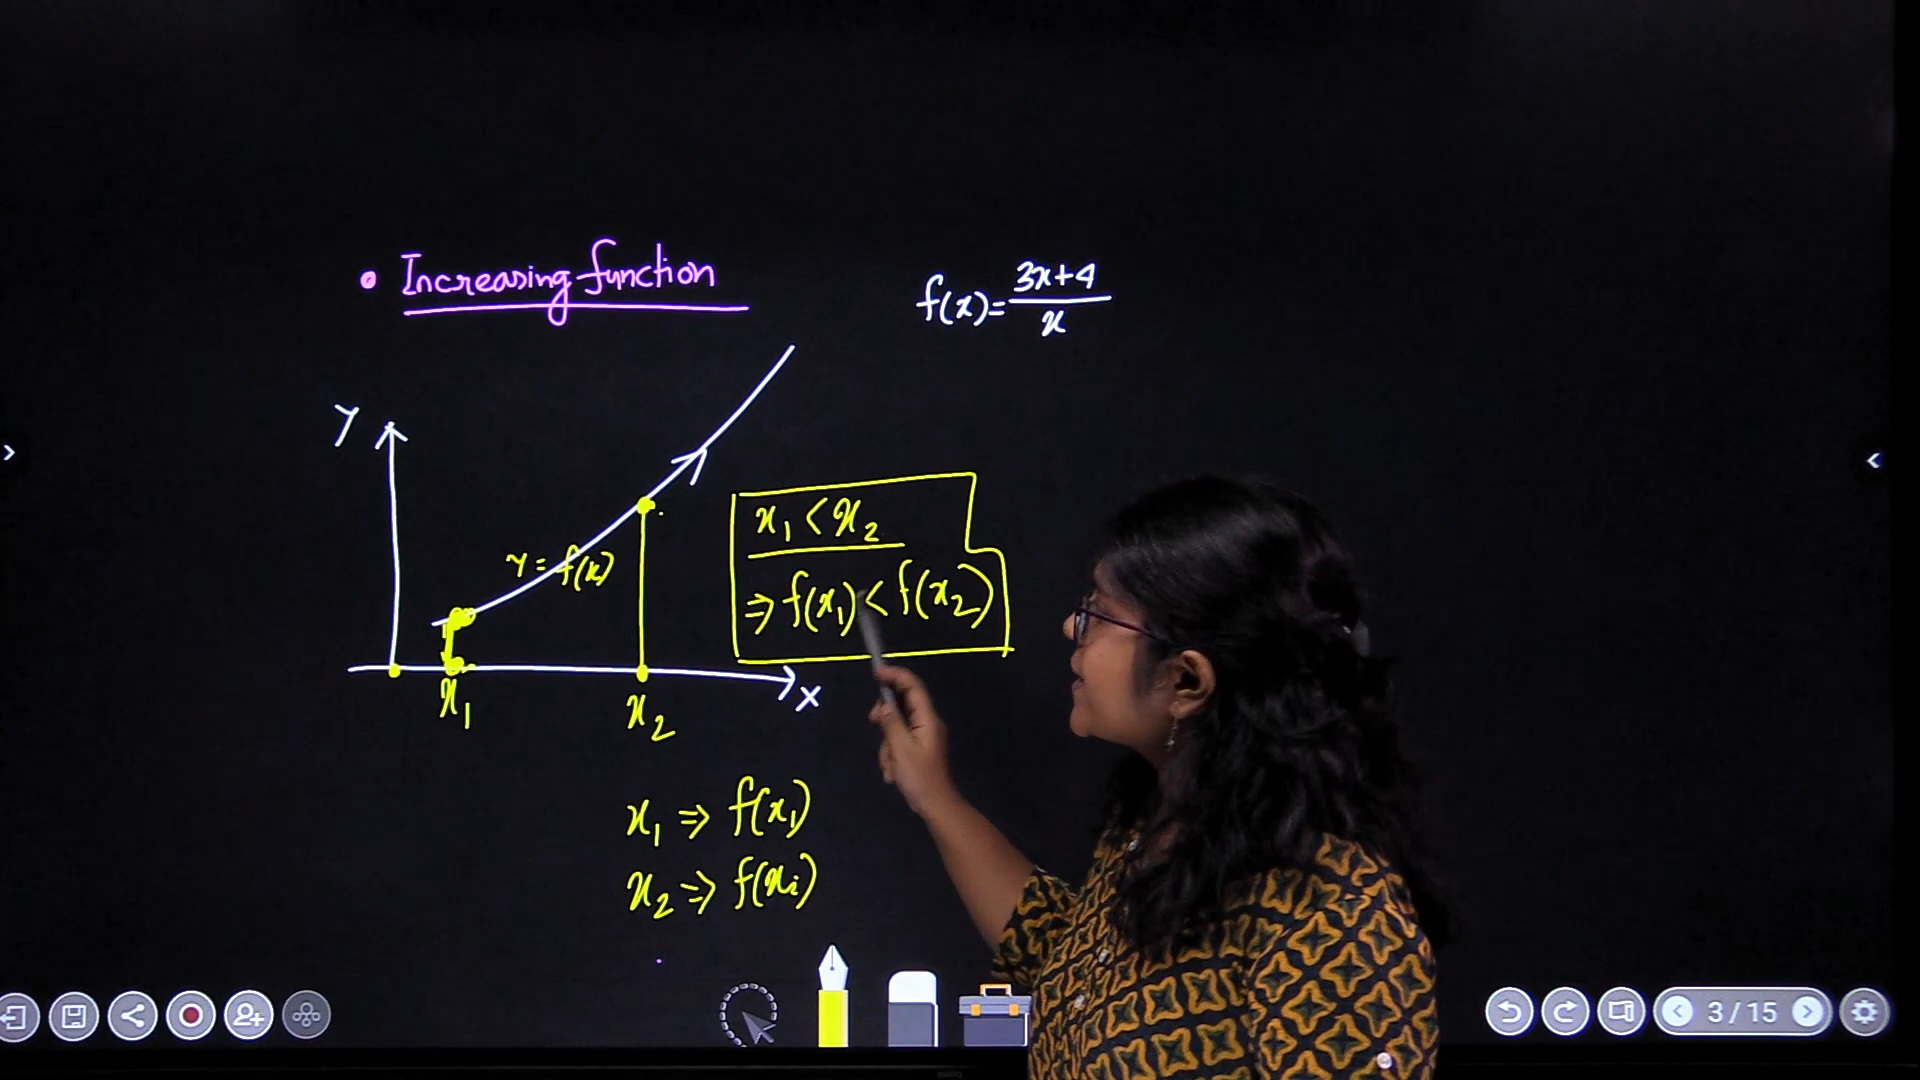 • Increasing function
f(x)= 3x+4 / x
Y
y = f(x)
x₁ < x₂
⇒ f(x₁) < f(x₂)
x₁
x₂
X
x₁ ⇒ f(x₁)
x₂ ⇒ f(xi)
3 / 15